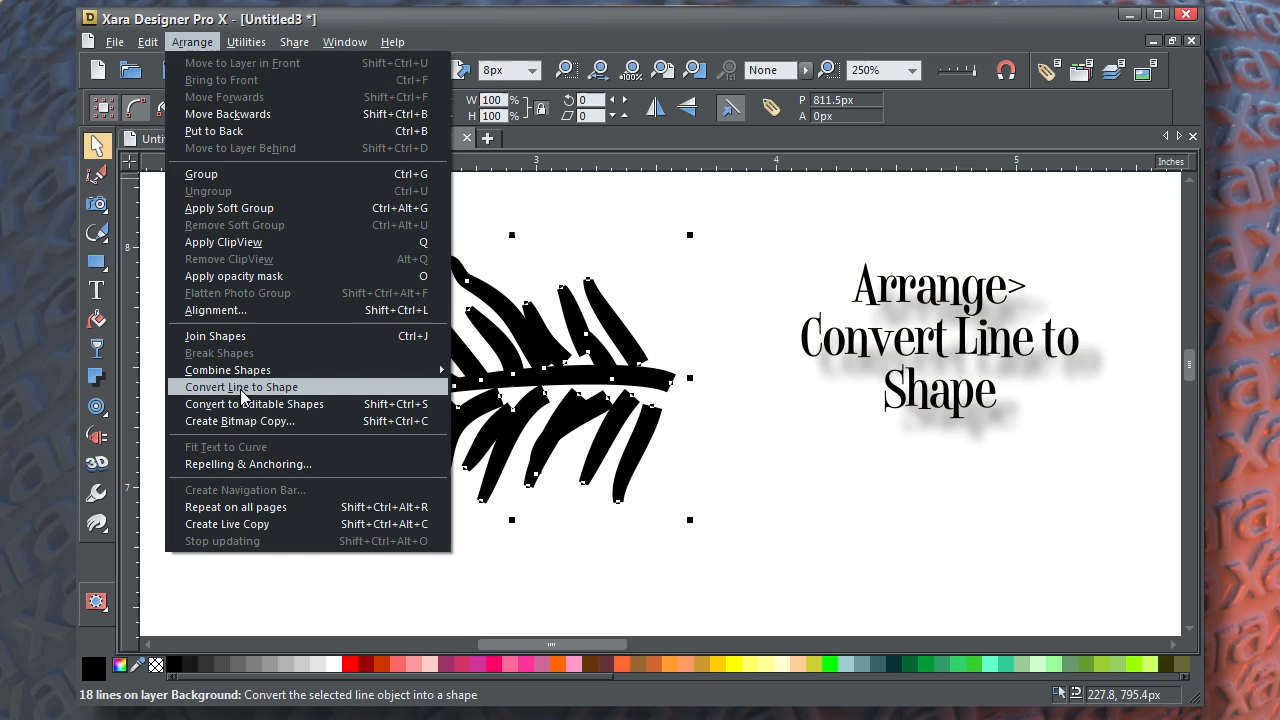 Xara Designer Pro X - [Untitled3 *]
File Edit Arrange Utilities Share Window Help
Move to Layer in Front Shift+Ctrl+U
Bring to Front Ctrl+F
Move Forwards Shift+Ctrl+F
Move Backwards Shift+Ctrl+B
Put to Back Ctrl+B
Move to Layer Behind Shift+Ctrl+D
Group Ctrl+G
Ungroup Ctrl+U
Apply Soft Group Ctrl+Alt+G
Remove Soft Group Ctrl+Alt+U
Apply ClipView Q
Remove ClipView Alt+Q
Apply opacity mask O
Flatten Photo Group Shift+Ctrl+Alt+F
Alignment... Shift+Ctrl+L
Join Shapes Ctrl+J
Break Shapes
Combine Shapes
Convert Line to Shape
Convert to Editable Shapes Shift+Ctrl+S
Create Bitmap Copy... Shift+Ctrl+C
Fit Text to Curve
Repelling & Anchoring...
Create Navigation Bar...
Repeat on all pages Shift+Ctrl+Alt+R
Create Live Copy Shift+Ctrl+Alt+C
Stop updating Shift+Ctrl+Alt+O
8px None 250%
W 100 % 0 P 811.5px
H 100 % 0 A 0px
3 4 5 Inches
8
7
T
3D
Arrange>
Convert Line to
Shape
18 lines on layer Background: Convert the selected line object into a shape 227.8, 795.4px